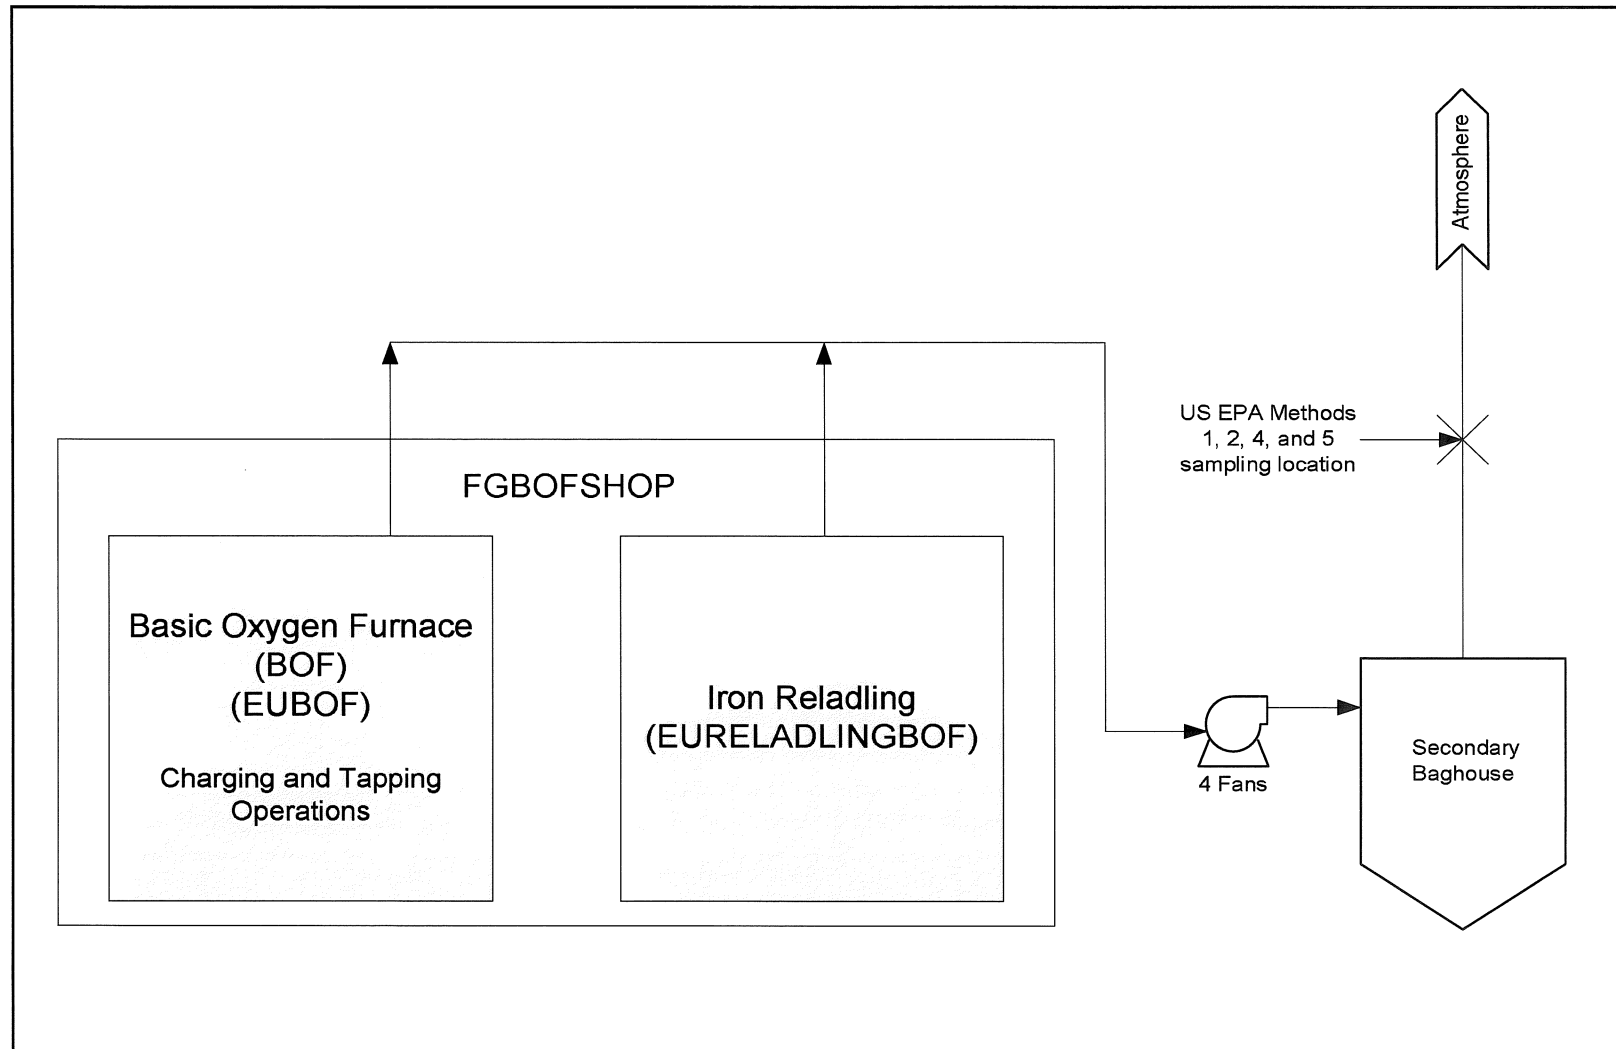 Atmosphere
US EPA Methods
1, 2, 4, and 5
sampling location
FGBOFSHOP
Basic Oxygen Furnace
(BOF)
(EUBOF)
Charging and Tapping
Operations
Iron Reladling
(EURELADLINGBOF)
4 Fans
Secondary
Baghouse